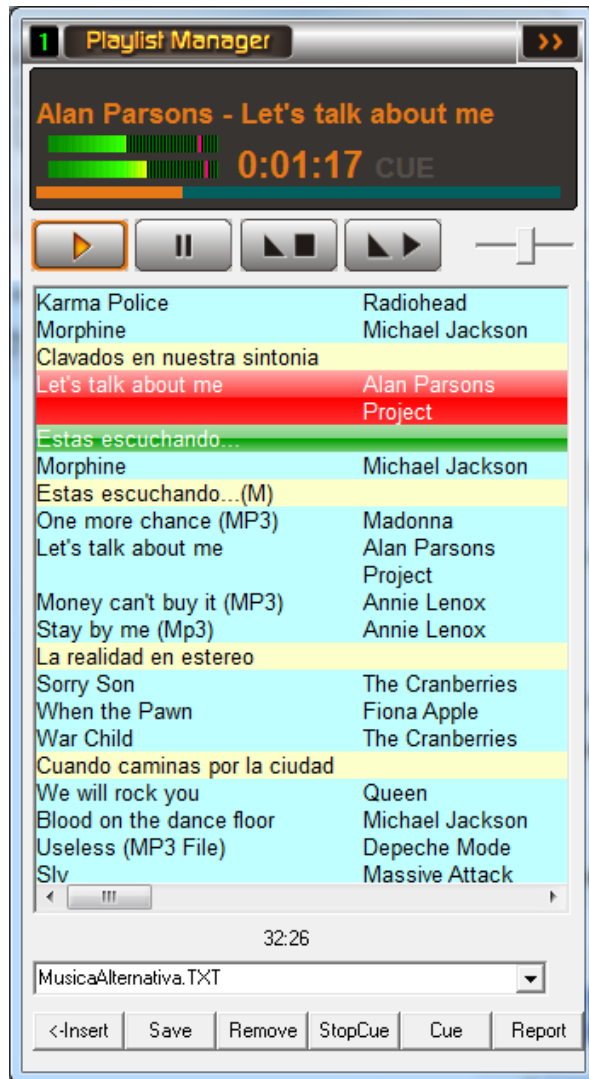 1 Playlist Manager >>
Alan Parsons - Let's talk about me
0:01:17 CUE
Karma Police Radiohead
Morphine Michael Jackson
Clavados en nuestra sintonia
Let's talk about me Alan Parsons
Project
Estas escuchando...
Morphine Michael Jackson
Estas escuchando...(M)
One more chance (MP3) Madonna
Let's talk about me Alan Parsons
Project
Money can't buy it (MP3) Annie Lenox
Stay by me (Mp3) Annie Lenox
La realidad en estereo
Sorry Son The Cranberries
When the Pawn Fiona Apple
War Child The Cranberries
Cuando caminas por la ciudad
We will rock you Queen
Blood on the dance floor Michael Jackson
Useless (MP3 File) Depeche Mode
Sly Massive Attack
32:26
MusicaAlternativa.TXT
<-Insert Save Remove StopCue Cue Report